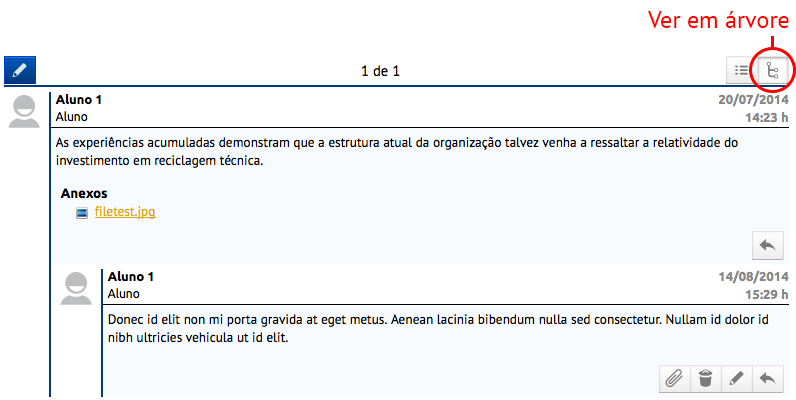 Ver em árvore
1 de 1
Aluno 1
20/07/2014
Aluno
14:23 h
As experiências acumuladas demonstram que a estrutura atual da organização talvez venha a ressaltar a relatividade do
investimento em reciclagem técnica.
Anexos
filetest.jpg
Aluno 1
14/08/2014
Aluno
15:29 h
Donec id elit non mi porta gravida at eget metus. Aenean lacinia bibendum nulla sed consectetur. Nullam id dolor id
nibh ultricies vehicula ut id elit.